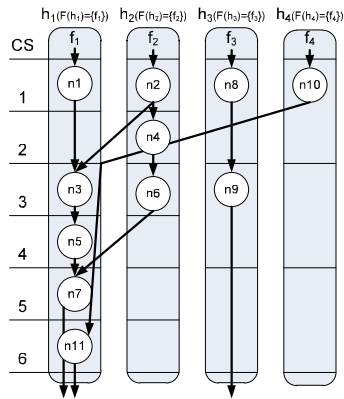 h1(F(h1)={f1}) h2(F(h2)={f2}) h3(F(h3)={f3}) h4(F(h4)={f4})
CS f1 f2 f3 f4
1 n1 n2 n8 n10
n4
2
3 n3 n6 n9
n5
4
n7
5
6 n11